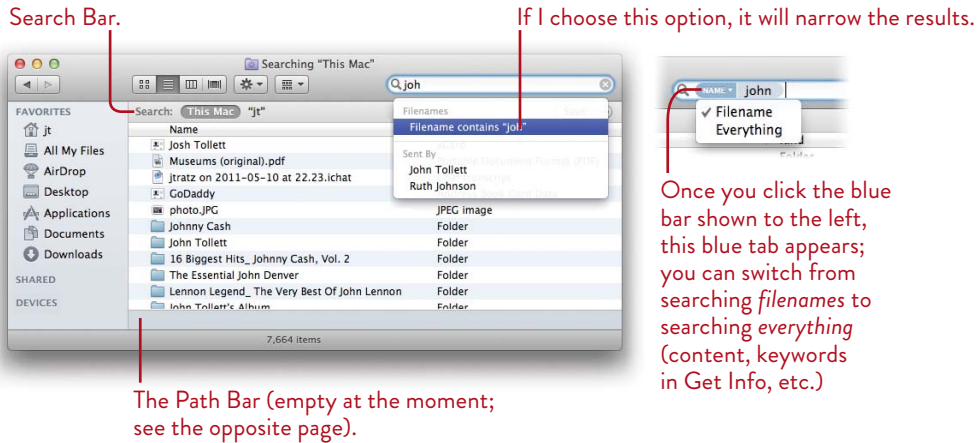 Search Bar.
If I choose this option, it will narrow the results.
Searching "This Mac"
joh
Search: This Mac "jt"
FAVORITES
jt
All My Files
AirDrop
Desktop
Applications
Documents
Downloads
SHARED
DEVICES
Name
Josh Tollett
Museums (original).pdf
jtratz on 2011-05-10 at 22.23.ichat
GoDaddy
photo.JPG JPEG image
Johnny Cash Folder
John Tollett Folder
16 Biggest Hits_ Johnny Cash, Vol. 2 Folder
The Essential John Denver Folder
Lennon Legend_ The Very Best Of John Lennon Folder
John Tollett's Album Folder
7,664 items
Filenames
Filename contains "joh"
Sent By
John Tollett
Ruth Johnson
The Path Bar (empty at the moment;
see the opposite page).
NAME john
Filename
Everything
Folder
Once you click the blue
bar shown to the left,
this blue tab appears;
you can switch from
searching filenames to
searching everything
(content, keywords
in Get Info, etc.)